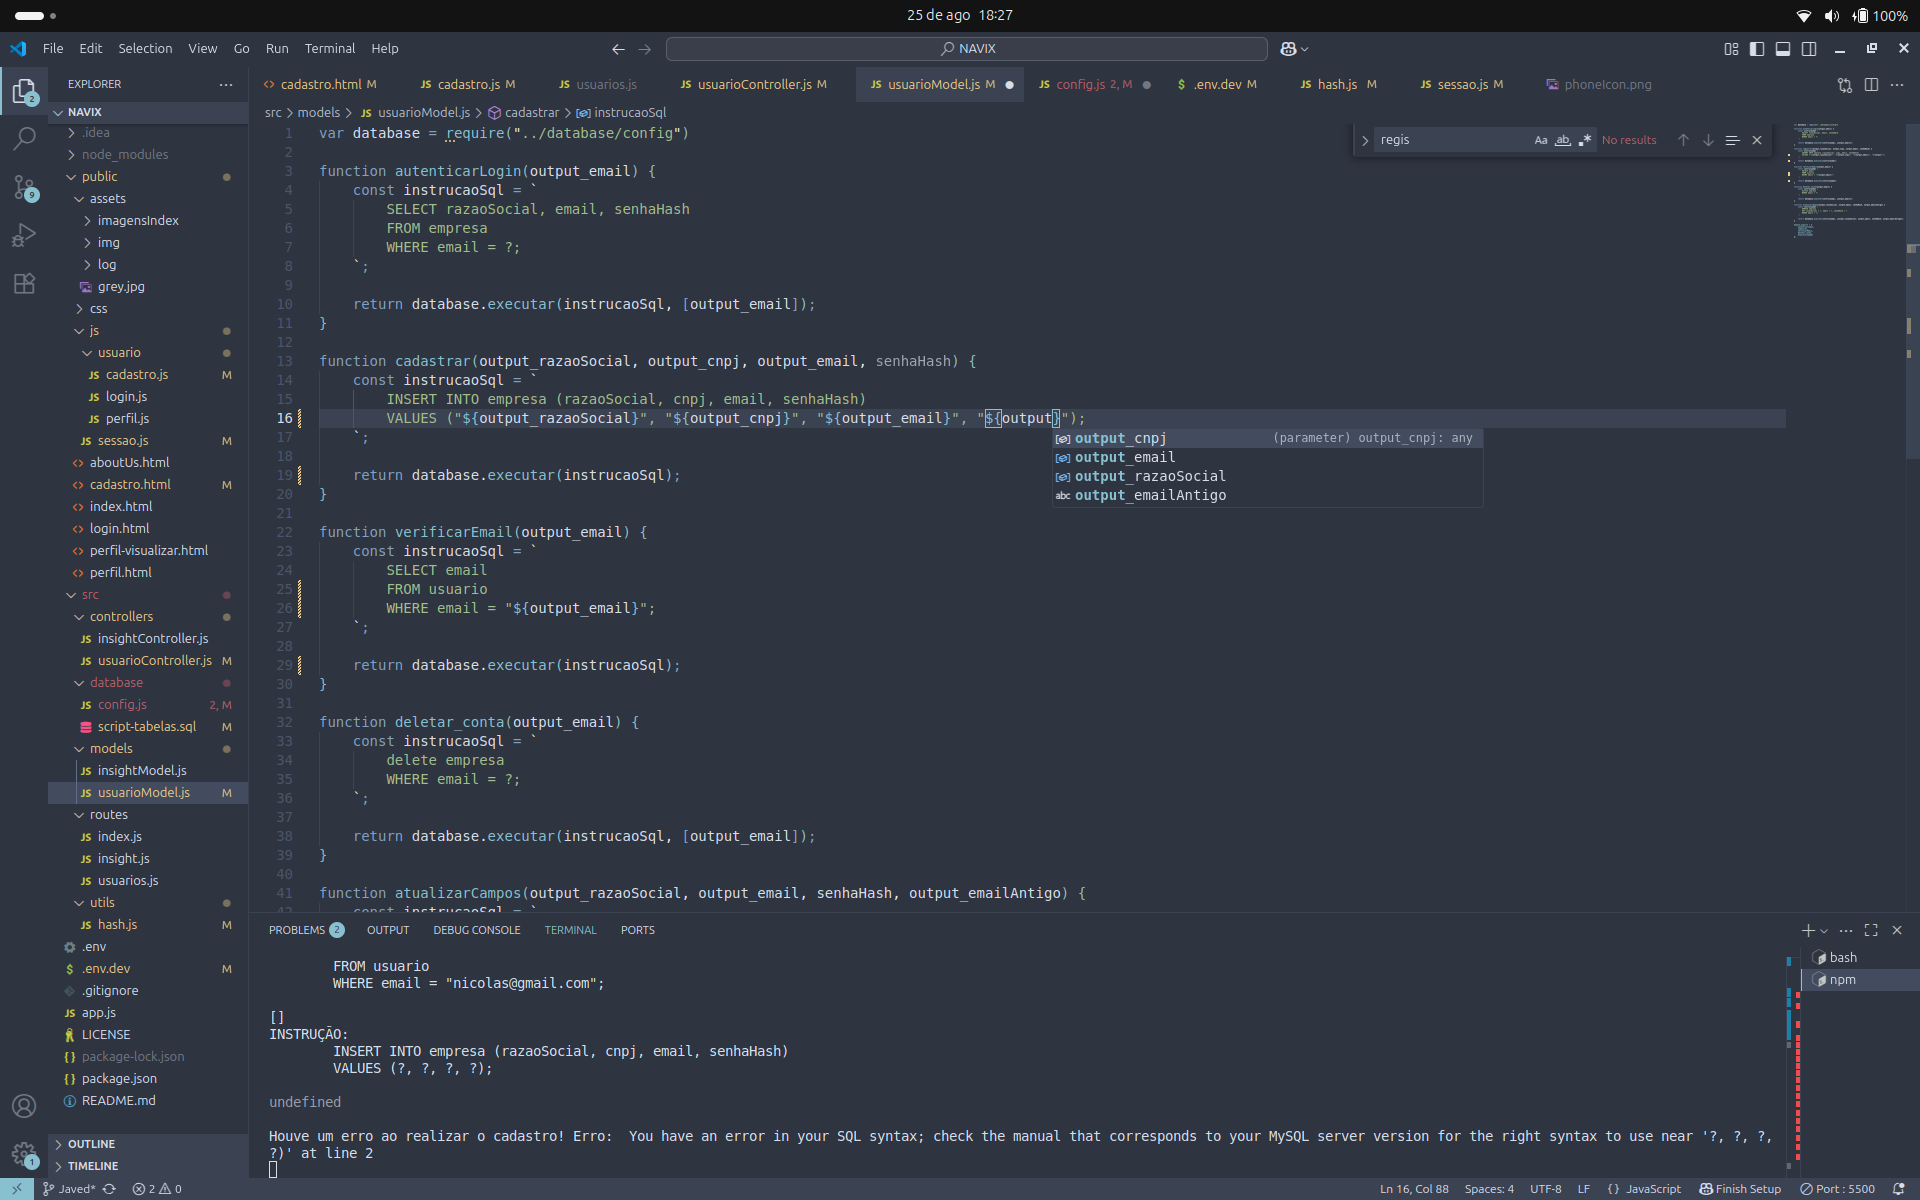 25 de ago 18:27
100%
File Edit Selection View Go Run Terminal Help
NAVIX
EXPLORER
cadastro.html M
cadastro.js M
usuarios.js
usuarioController.js M
usuarioModel.js M
config.js 2, M
.env.dev M
hash.js M
sessao.js M
phoneIcon.png
NAVIX
.idea
node_modules
public
assets
imagensIndex
img
log
grey.jpg
css
js
usuario
cadastro.js M
login.js
perfil.js
sessao.js M
aboutUs.html
cadastro.html M
index.html
login.html
perfil-visualizar.html
perfil.html
src
controllers
insightController.js
usuarioController.js M
database
config.js 2, M
script-tabelas.sql M
models
insightModel.js
usuarioModel.js M
routes
index.js
insight.js
usuarios.js
utils
hash.js M
.env
.env.dev M
.gitignore
app.js
LICENSE
package-lock.json
package.json
README.md
OUTLINE
TIMELINE
2
9
1
src > models > JS usuarioModel.js > cadastrar > instrucaoSql
regis
Aa ab .* No results
1 var database = require("../database/config")
2
3 function autenticarLogin(output_email) {
4 const instrucaoSql = `
5 SELECT razaoSocial, email, senhaHash
6 FROM empresa
7 WHERE email = ?;
8 `;
9
10 return database.executar(instrucaoSql, [output_email]);
11 }
12
13 function cadastrar(output_razaoSocial, output_cnpj, output_email, senhaHash) {
14 const instrucaoSql = `
15 INSERT INTO empresa (razaoSocial, cnpj, email, senhaHash)
16 VALUES ("${output_razaoSocial}", "${output_cnpj}", "${output_email}", "${output}");
17 `;
18
19 return database.executar(instrucaoSql);
20 }
21
22 function verificarEmail(output_email) {
23 const instrucaoSql = `
24 SELECT email
25 FROM usuario
26 WHERE email = "${output_email}";
27 `;
28
29 return database.executar(instrucaoSql);
30 }
31
32 function deletar_conta(output_email) {
33 const instrucaoSql = `
34 delete empresa
35 WHERE email = ?;
36 `;
37
38 return database.executar(instrucaoSql, [output_email]);
39 }
40
41 function atualizarCampos(output_razaoSocial, output_email, senhaHash, output_emailAntigo) {
42 const instrucaoSql = `
output_cnpj (parameter) output_cnpj: any
output_email
output_razaoSocial
abc output_emailAntigo
PROBLEMS 2 OUTPUT DEBUG CONSOLE TERMINAL PORTS
FROM usuario
WHERE email = "nicolas@gmail.com";
[]
INSTRUÇÃO:
INSERT INTO empresa (razaoSocial, cnpj, email, senhaHash)
VALUES (?, ?, ?, ?);
undefined
Houve um erro ao realizar o cadastro! Erro: You have an error in your SQL syntax; check the manual that corresponds to your MySQL server version for the right syntax to use near '?, ?, ?,
?)' at line 2
bash
npm
Javed* 2 0
Ln 16, Col 88 Spaces: 4 UTF-8 LF {} JavaScript Finish Setup Port : 5500